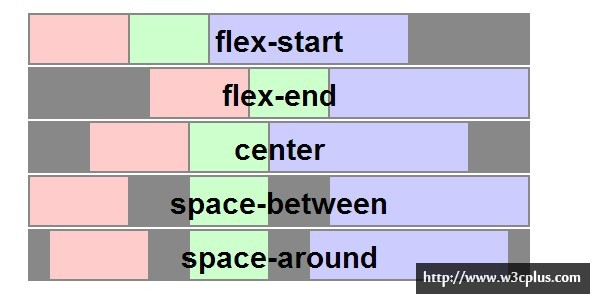 flex-start
flex-end
center
space-between
space-around
http://www.w3cplus.com